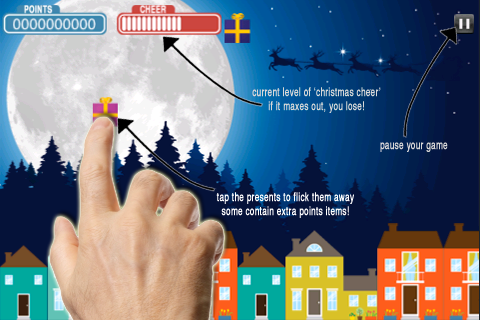 POINTS
CHEER
0000000000
current level of 'christmas cheer'
if it maxes out, you lose!
pause your game
tap the presents to flick them away
some contain extra points items!